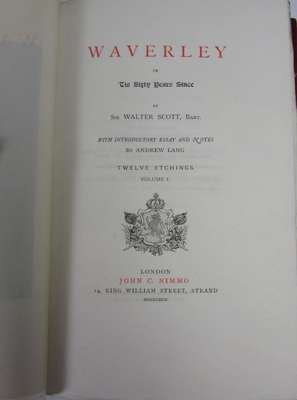 WAVERLEY
OR
'Tis Sixty Years Since
BY
SIR WALTER SCOTT, BART.
WITH INTRODUCTORY ESSAY AND NOTES
BY ANDREW LANG
TWELVE ETCHINGS
VOLUME I.
LONDON
JOHN C. NIMMO
14, KING WILLIAM STREET, STRAND